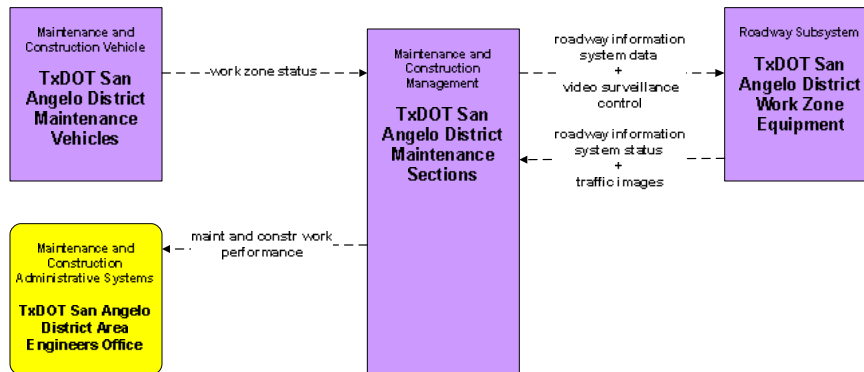 Maintenance and
Construction Vehicle
TxDOT San
Angelo District
Maintenance
Vehicles
work zone status
Maintenance and
Construction
Management
TxDOT San
Angelo District
Maintenance
Sections
roadway information
system data
+
video surveillance
control
roadway information
system status
+
traffic images
Roadway Subsystem
TxDOT San
Angelo District
Work Zone
Equipment
maint and constr work
performance
Maintenance and
Construction
Administrative Systems
TxDOT San Angelo
District Area
Engineers Office